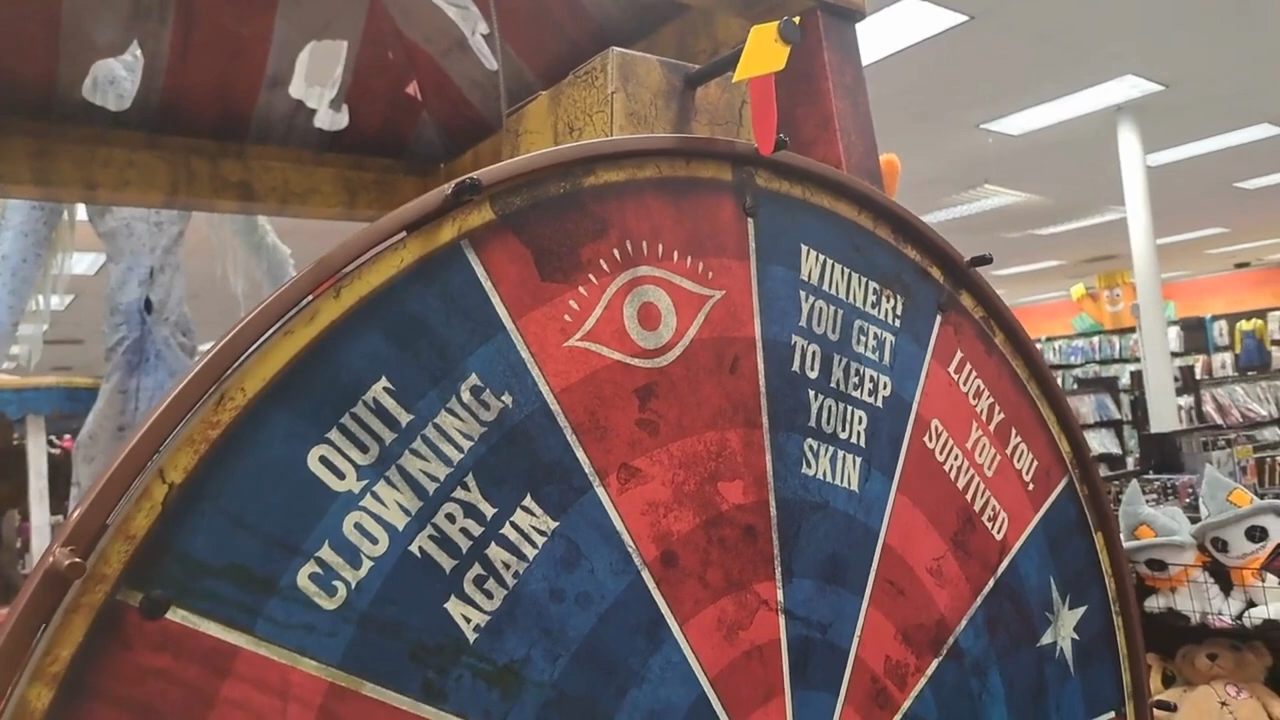 QUIT
CLOWNING,
TRY
AGAIN
WINNER!
YOU GET
TO KEEP
YOUR
SKIN
LUCKY YOU,
YOU
SURVIVED